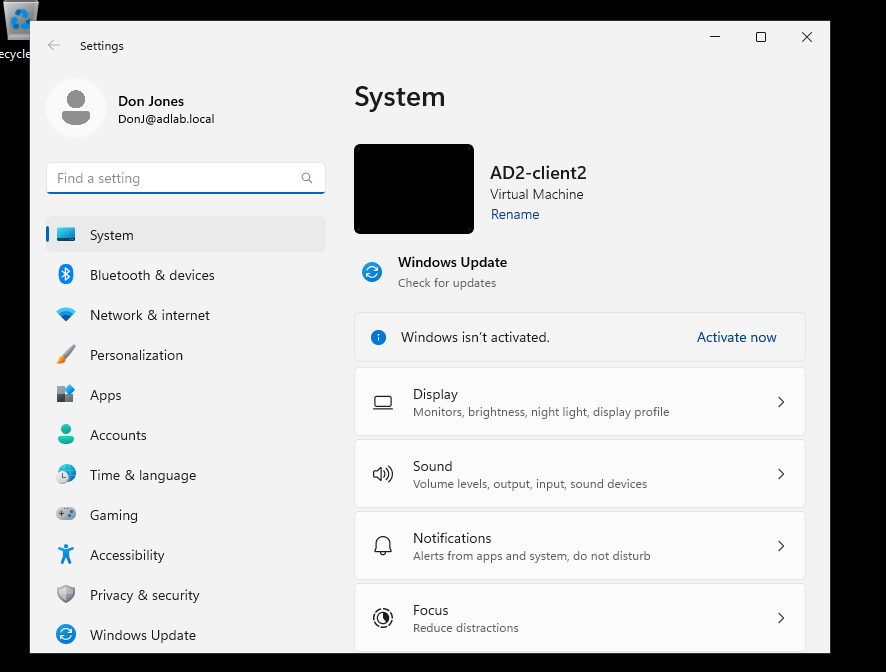 ecycle
Settings
Don Jones
DonJ@adlab.local
Find a setting
System
Bluetooth & devices
Network & internet
Personalization
Apps
Accounts
Time & language
Gaming
Accessibility
Privacy & security
Windows Update
System
AD2-client2
Virtual Machine
Rename
Windows Update
Check for updates
Windows isn't activated.
Activate now
Display
Monitors, brightness, night light, display profile
Sound
Volume levels, output, input, sound devices
Notifications
Alerts from apps and system, do not disturb
Focus
Reduce distractions